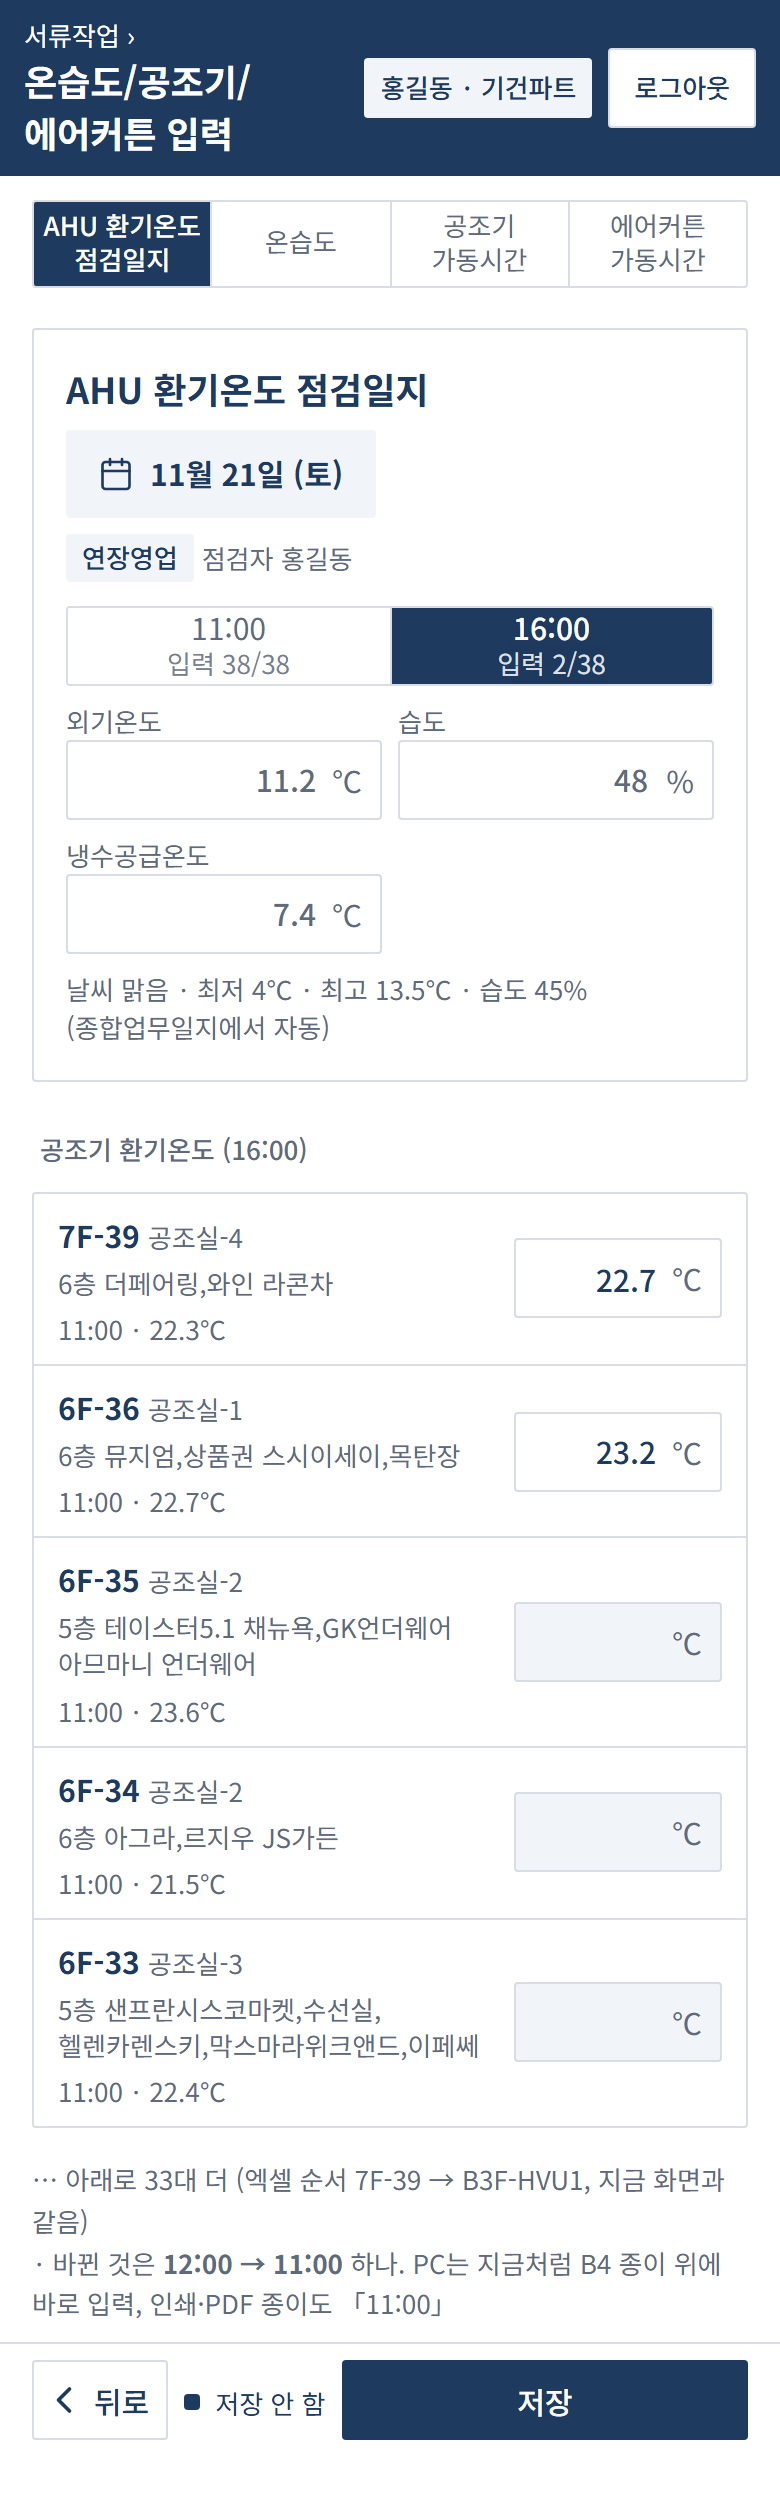 서류작업 ›
온습도/공조기/
에어커튼 입력
홍길동 · 기건파트
로그아웃
AHU 환기온도
점검일지
온습도
공조기
가동시간
에어커튼
가동시간
AHU 환기온도 점검일지
11월 21일 (토)
연장영업 점검자 홍길동
11:00
입력 38/38
16:00
입력 2/38
외기온도
11.2 ℃
습도
48 %
냉수공급온도
7.4 ℃
날씨 맑음 · 최저 4℃ · 최고 13.5℃ · 습도 45%
(종합업무일지에서 자동)
공조기 환기온도 (16:00)
7F-39 공조실-4
6층 더페어링,와인 라콘차
11:00 · 22.3℃
22.7 ℃
6F-36 공조실-1
6층 뮤지엄,상품권 스시이세이,목탄장
11:00 · 22.7℃
23.2 ℃
6F-35 공조실-2
5층 테이스터5.1 채뉴욕,GK언더웨어
아므마니 언더웨어
11:00 · 23.6℃
℃
6F-34 공조실-2
6층 아그라,르지우 JS가든
11:00 · 21.5℃
℃
6F-33 공조실-3
5층 샌프란시스코마켓,수선실,
헬렌카렌스키,막스마라위크앤드,이페쎄
11:00 · 22.4℃
℃
… 아래로 33대 더 (엑셀 순서 7F-39 → B3F-HVU1, 지금 화면과
같음)
· 바뀐 것은 12:00 → 11:00 하나. PC는 지금처럼 B4 종이 위에
바로 입력, 인쇄·PDF 종이도 「11:00」
뒤로
저장 안 함
저장